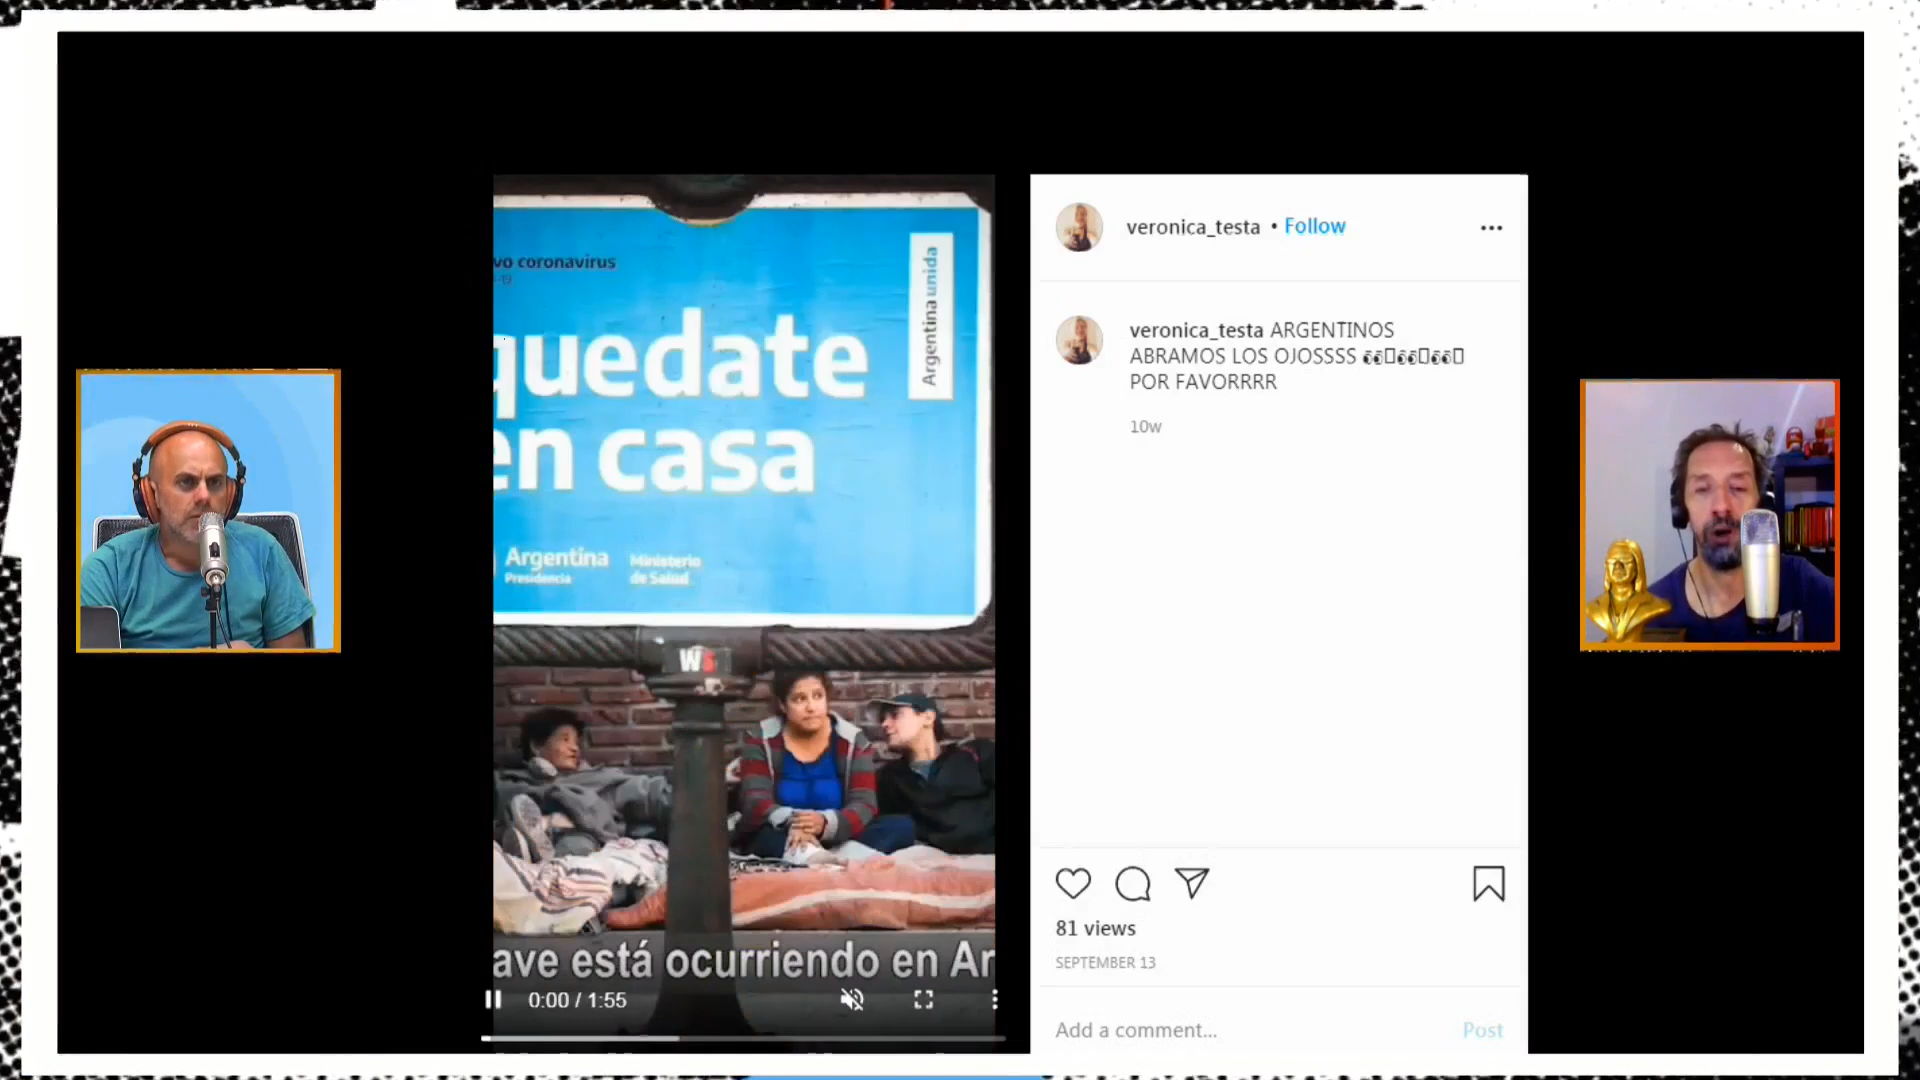 vo coronavirus
Argentina unida
quedate
en casa
Argentina
Presidencia
Ministerio
de Salud
ave está ocurriendo en Ar
0:00 / 1:55
veronica_testa • Follow
veronica_testa ARGENTINOS
ABRAMOS LOS OJOSSSS
POR FAVORRRR
10w
81 views
SEPTEMBER 13
Add a comment...
Post